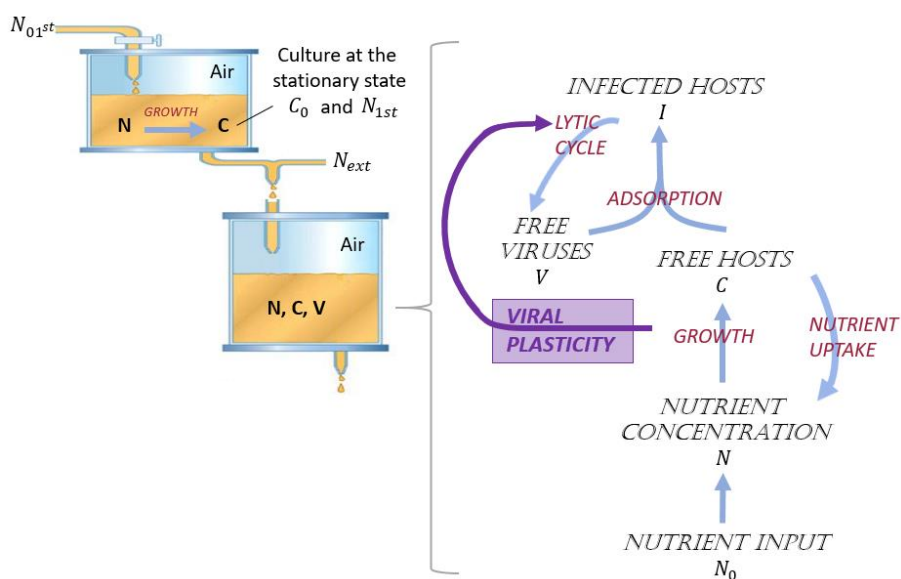 N₀₁ˢᵗ
Air
Culture at the
stationary state
C₀ and N₁ₛₜ
GROWTH
N
C
Nₑₓₜ
Air
N, C, V
INFECTED HOSTS
I
LYTIC
CYCLE
ADSORPTION
FREE
VIRUSES
V
FREE HOSTS
C
VIRAL
PLASTICITY
GROWTH
NUTRIENT
UPTAKE
NUTRIENT
CONCENTRATION
N
NUTRIENT INPUT
N₀